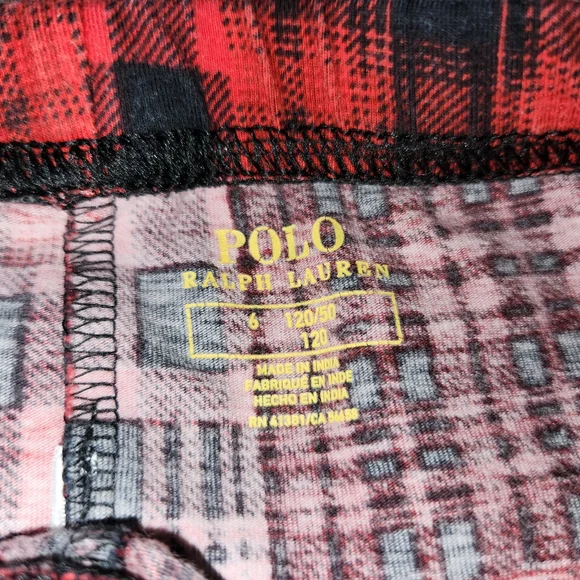 POLO
RALPH LAUREN
6 120/50
120
MADE IN INDIA
FABRIQUÉ EN INDE
HECHO EN INDIA
RN 41381/CA 56458